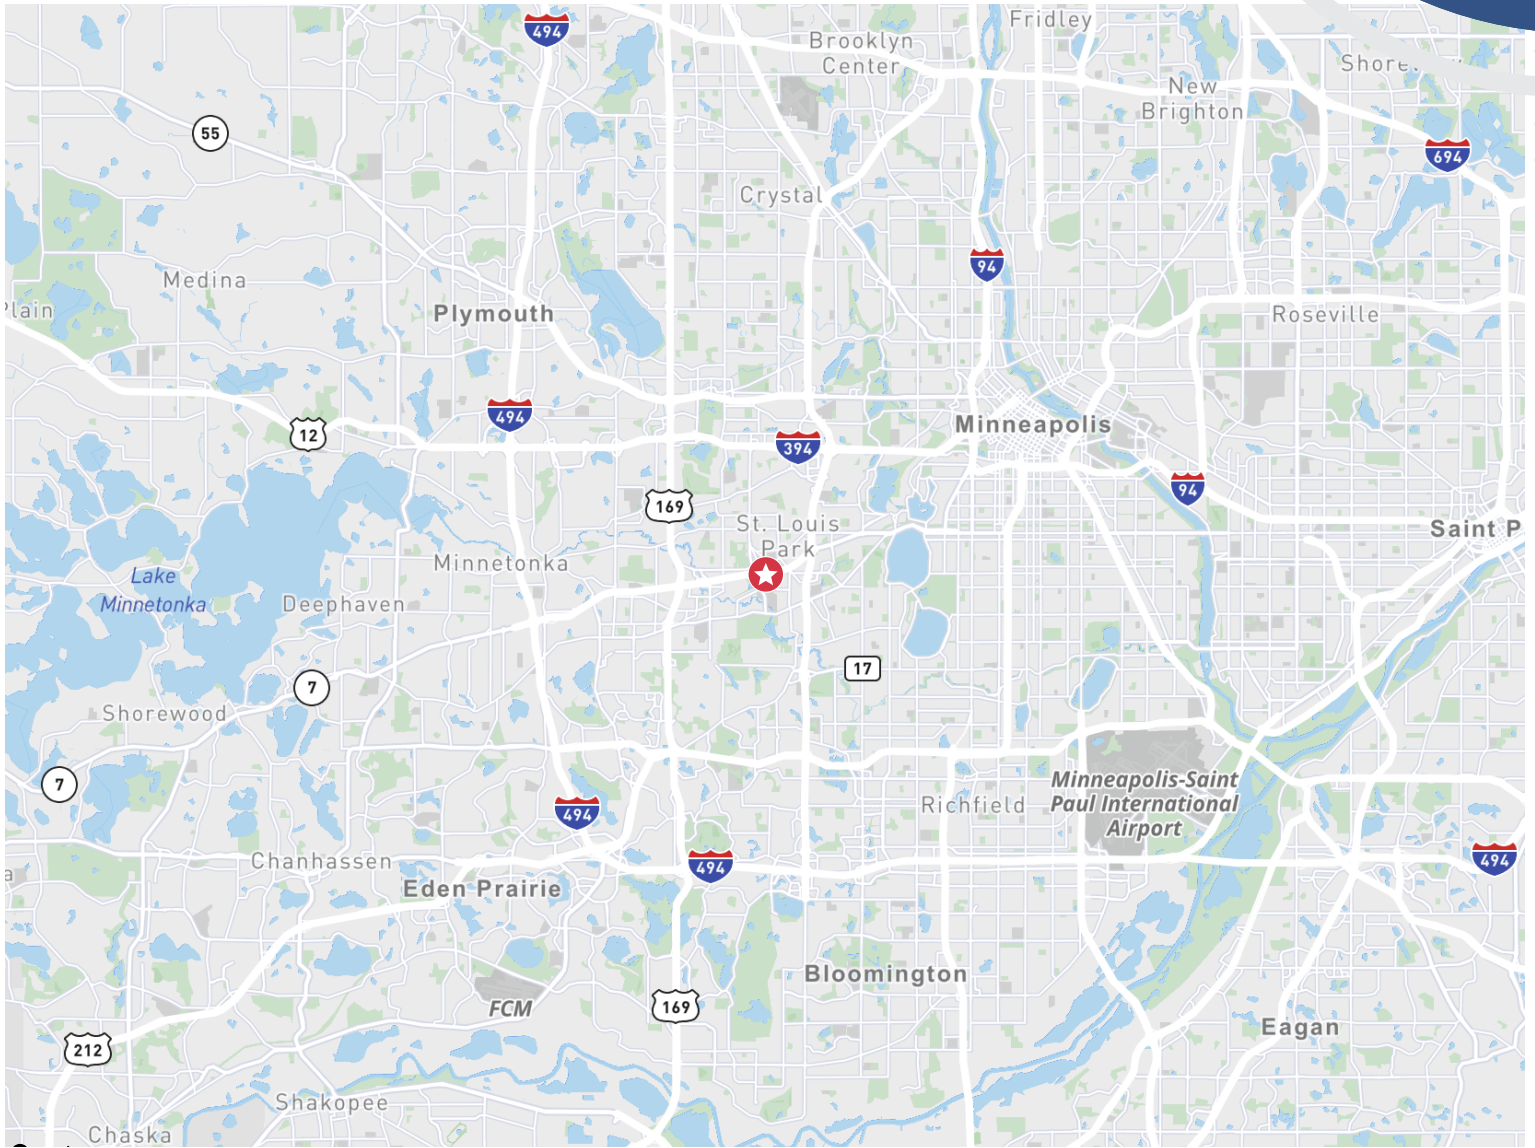 Fridley
494
Brooklyn
Center
Shore
New
Brighton
55
694
Crystal
94
Medina
Plain
Plymouth
Roseville
494
12
Minneapolis
394
94
169
St. Louis
Park
Saint P
Minnetonka
Lake
Minnetonka
Deephaven
17
7
Shorewood
7
Minneapolis-Saint
Paul International
Airport
Richfield
494
Chanhassen
494
494
a
Eden Prairie
Bloomington
FCM
169
Eagan
212
Shakopee
Chaska